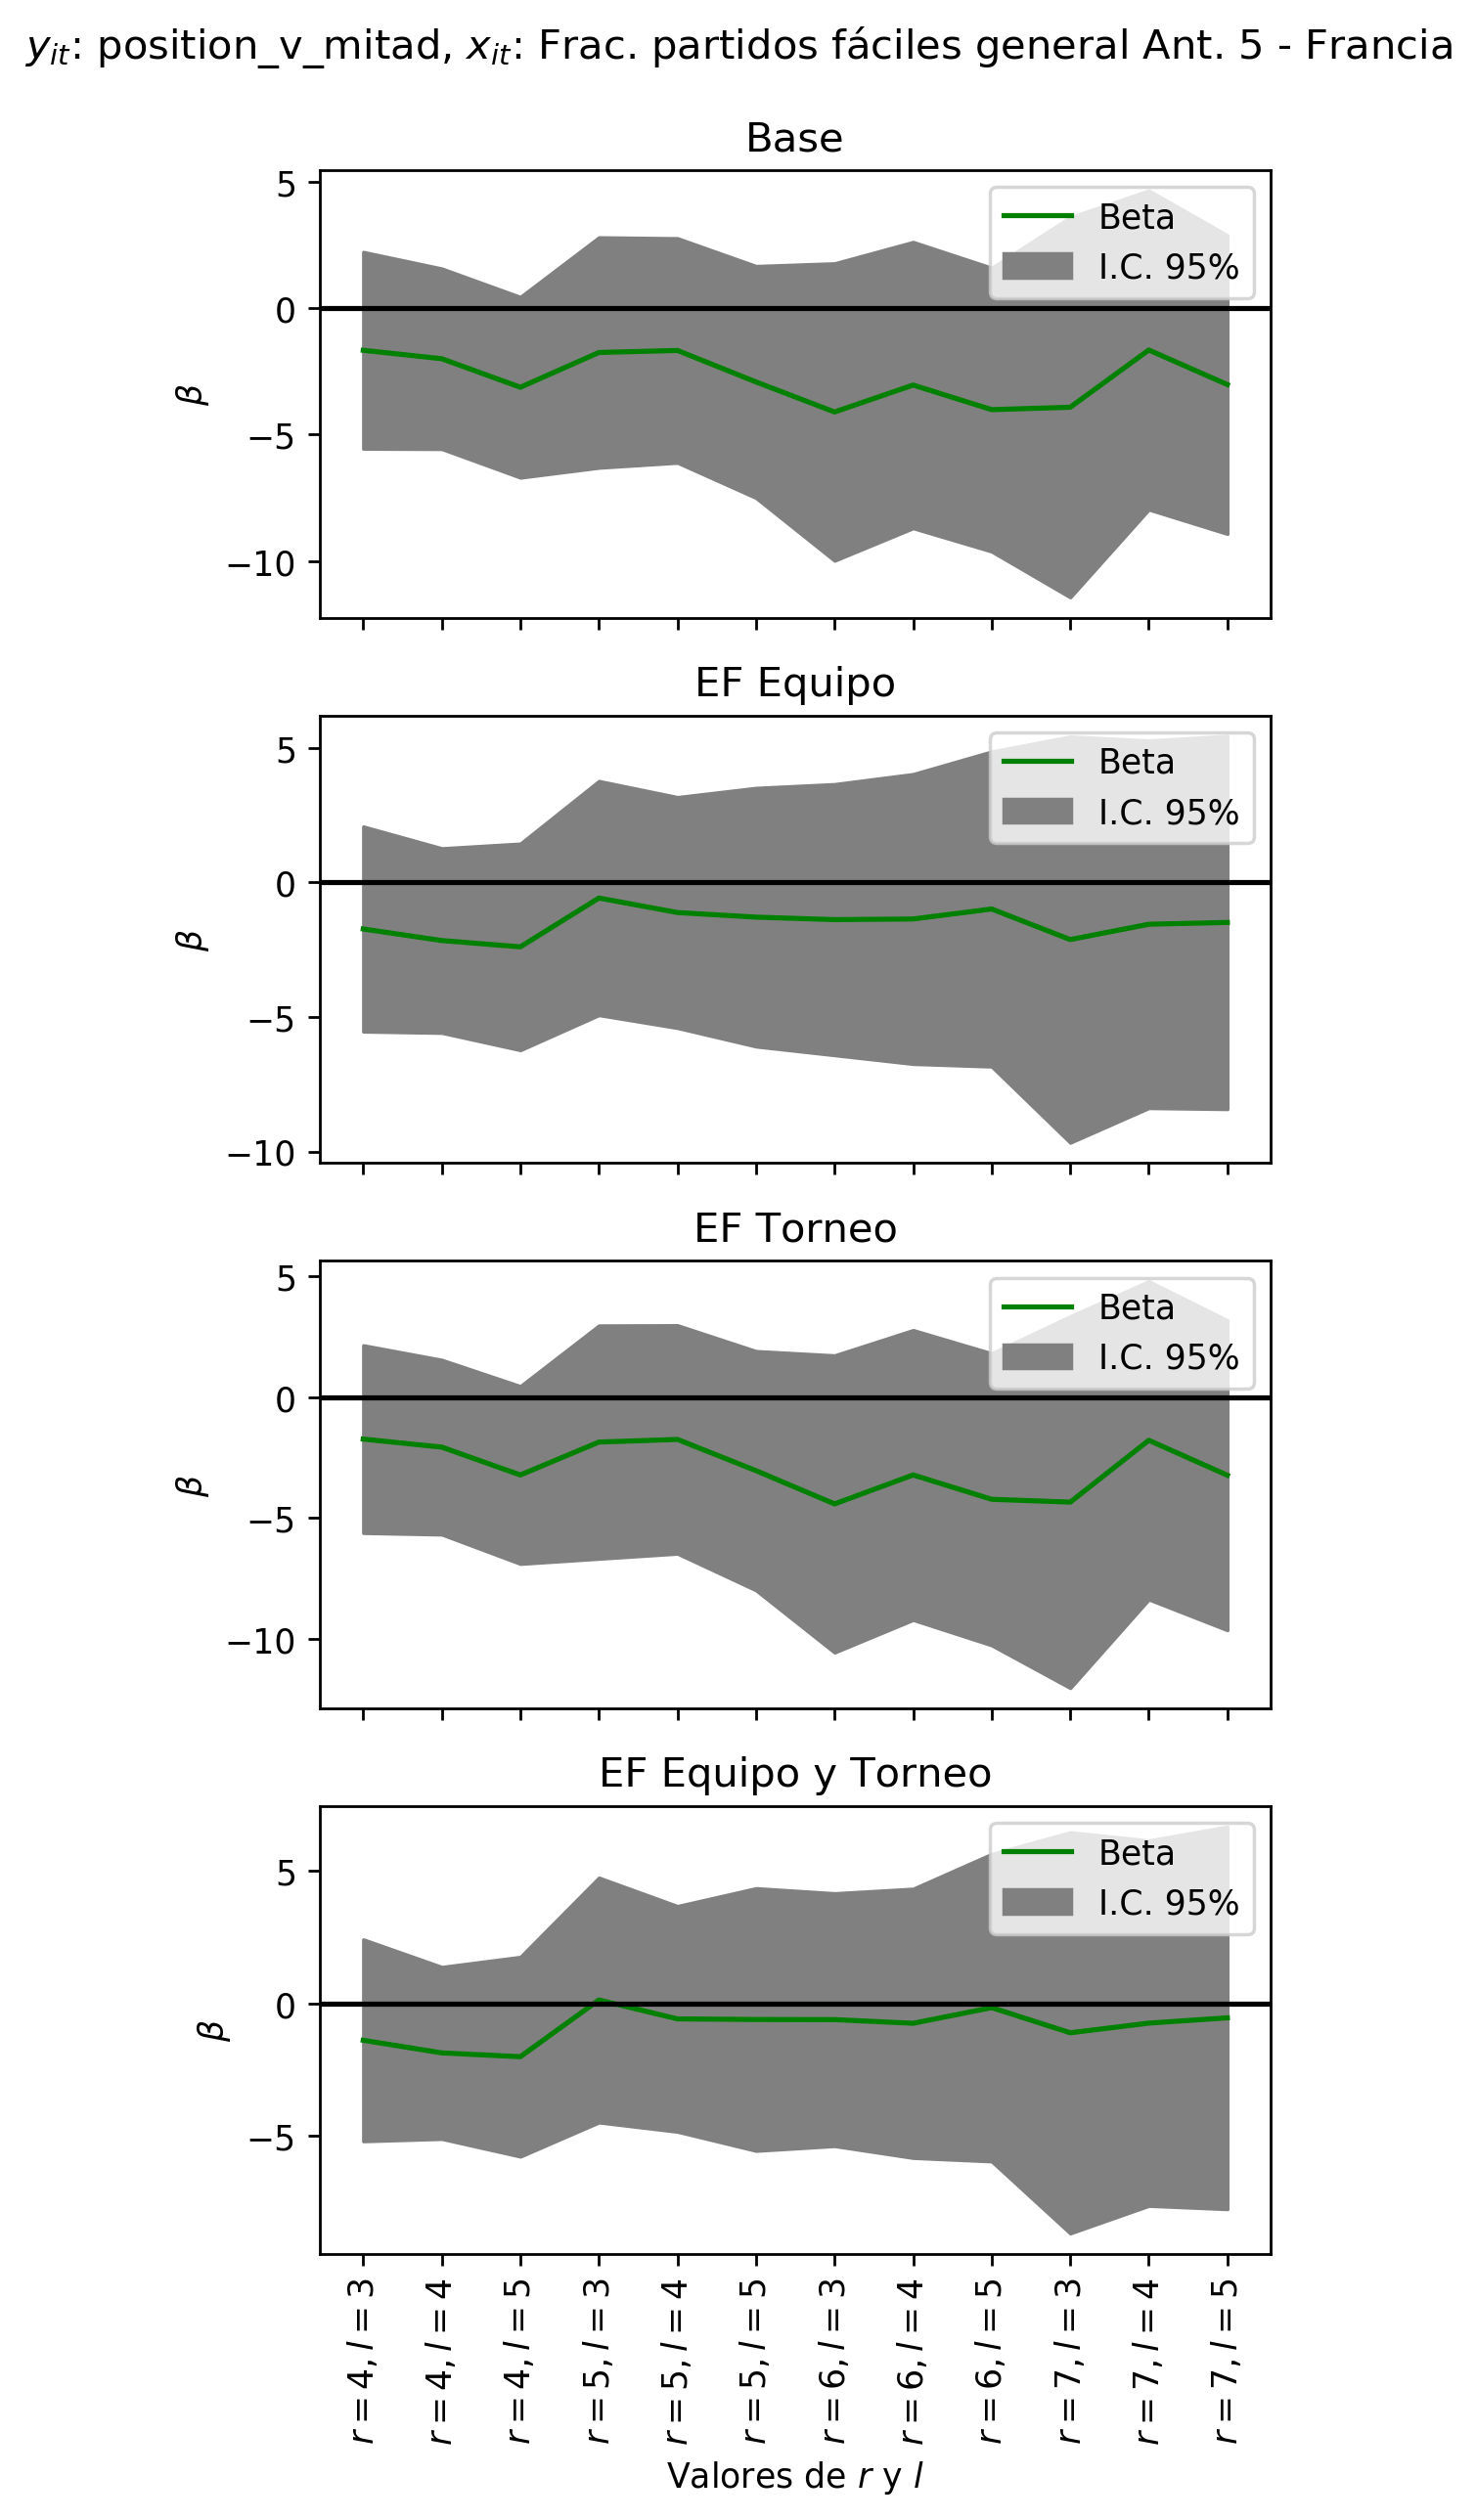 y_it: position_v_mitad, x_it: Frac. partidos fáciles general Ant. 5 - Francia
Base
5
0
−5
−10
β
Beta
I.C. 95%
EF Equipo
5
0
−5
−10
β
Beta
I.C. 95%
EF Torneo
5
0
−5
−10
β
Beta
I.C. 95%
EF Equipo y Torneo
5
0
−5
β
Beta
I.C. 95%
r = 4, l = 3
r = 4, l = 4
r = 4, l = 5
r = 5, l = 3
r = 5, l = 4
r = 5, l = 5
r = 6, l = 3
r = 6, l = 4
r = 6, l = 5
r = 7, l = 3
r = 7, l = 4
r = 7, l = 5
Valores de r y l